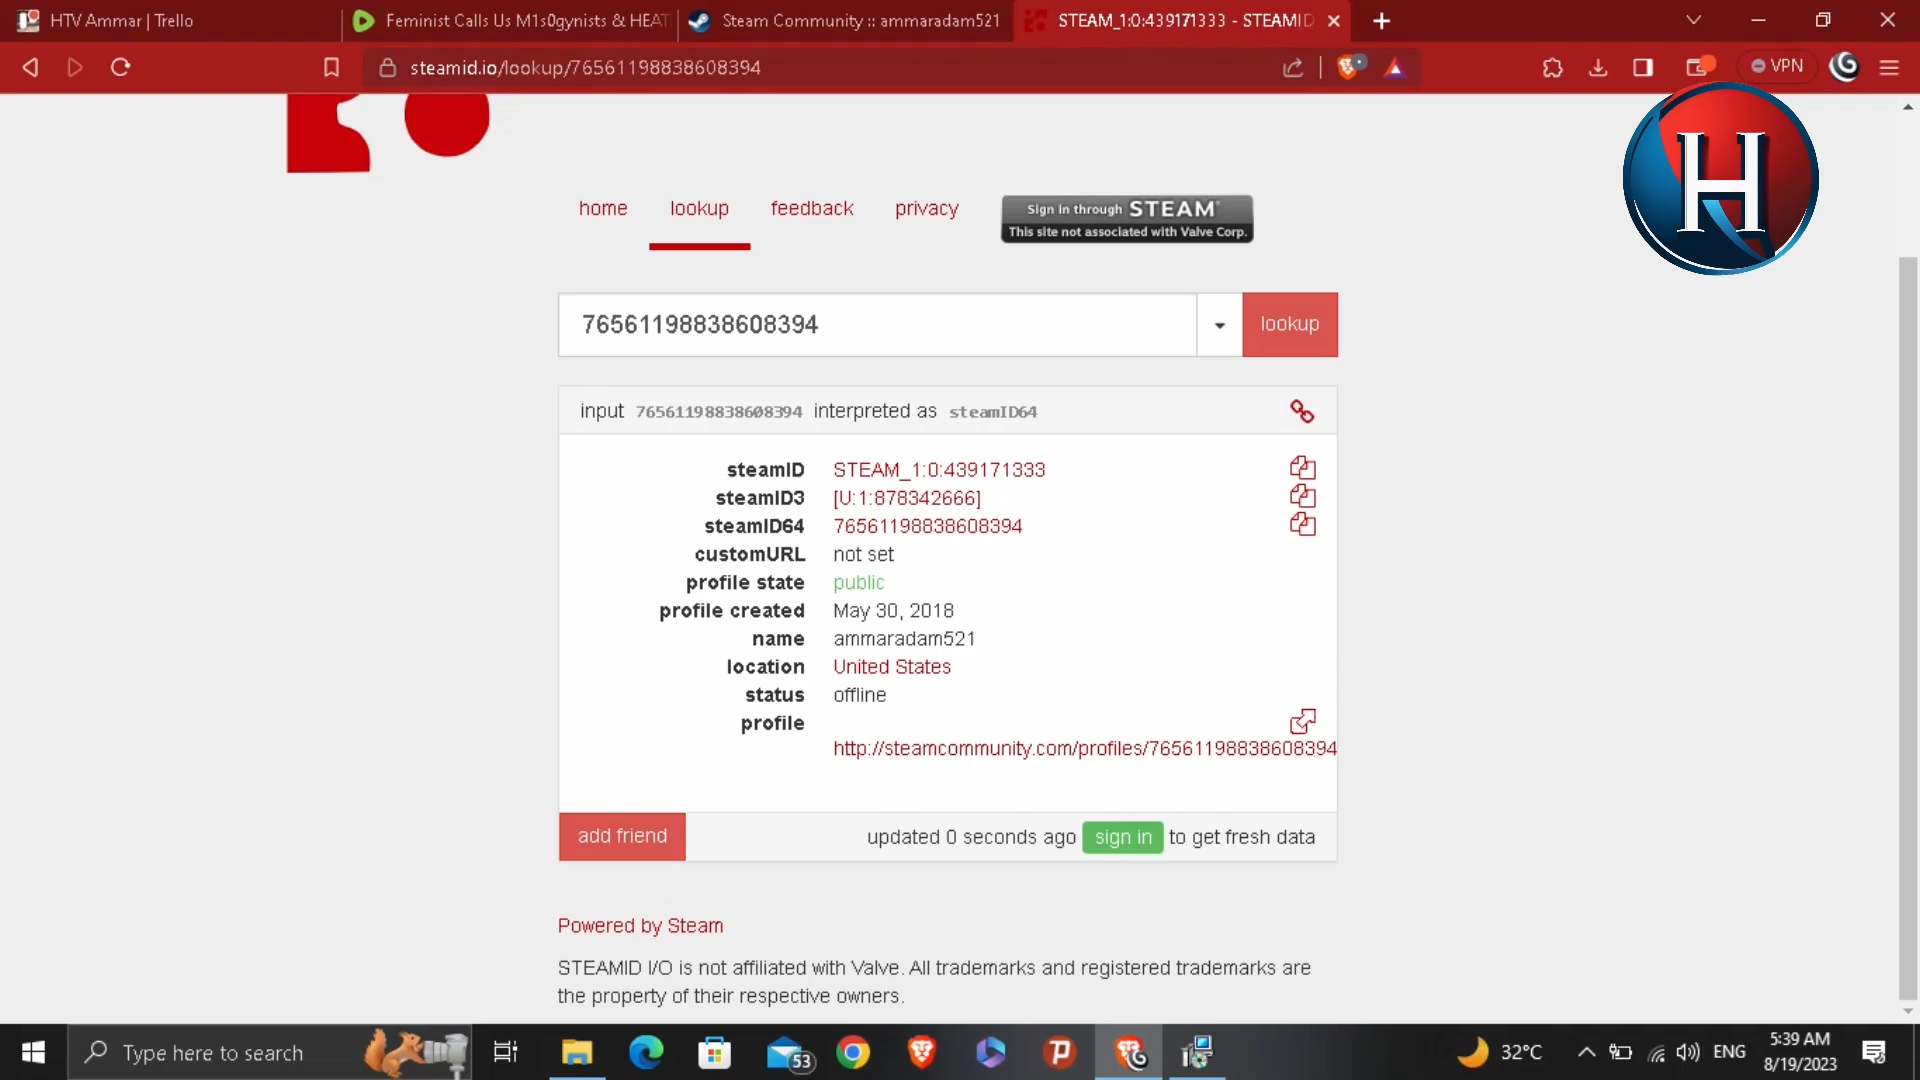 HTV Ammar | Trello
Feminist Calls Us M1s0gynists & HEAT
Steam Community :: ammaradam521
STEAM_1:0:439171333 - STEAMID
steamid.io/lookup/76561198838608394
VPN
H
home
lookup
feedback
privacy
Sign in through STEAM
This site not associated with Valve Corp.
76561198838608394
lookup
input 76561198838608394 interpreted as steamID64
steamID STEAM_1:0:439171333
steamID3 [U:1:878342666]
steamID64 76561198838608394
customURL not set
profile state public
profile created May 30, 2018
name ammaradam521
location United States
status offline
profile
http://steamcommunity.com/profiles/76561198838608394
add friend
updated 0 seconds ago sign in to get fresh data
Powered by Steam
STEAMID I/O is not affiliated with Valve. All trademarks and registered trademarks are
the property of their respective owners.
Type here to search
53
32°C
ENG
5:39 AM
8/19/2023